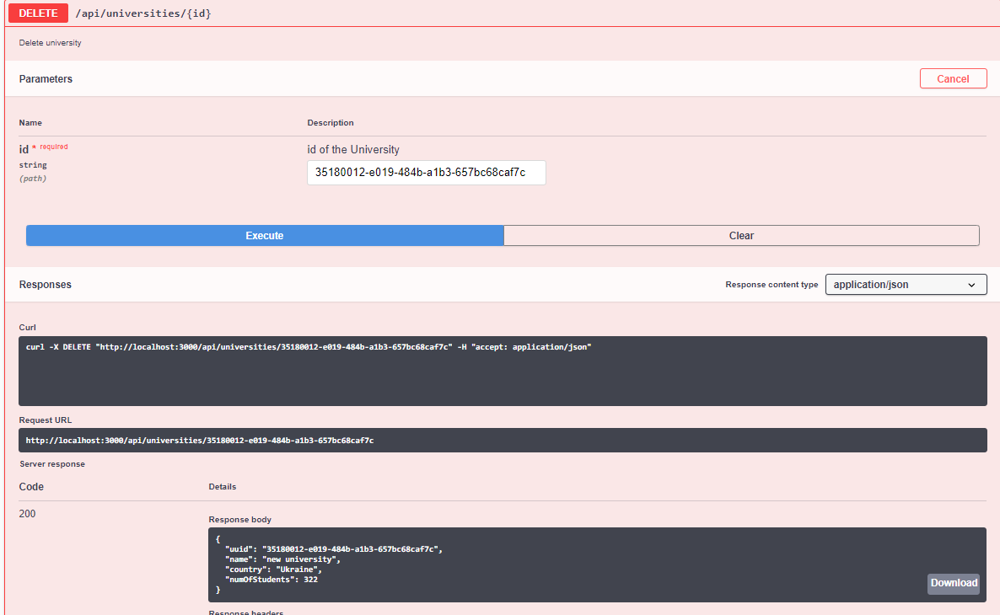 DELETE /api/universities/{id}
Delete university
Parameters
Cancel
Name Description
id * required
string
(path)
id of the University
35180012-e019-484b-a1b3-657bc68caf7c
Execute Clear
Responses
Response content type application/json
Curl
curl -X DELETE "http://localhost:3000/api/universities/35180012-e019-484b-a1b3-657bc68caf7c" -H "accept: application/json"
Request URL
http://localhost:3000/api/universities/35180012-e019-484b-a1b3-657bc68caf7c
Server response
Code Details
200
Response body
{
"uuid": "35180012-e019-484b-a1b3-657bc68caf7c",
"name": "new university",
"country": "Ukraine",
"numOfStudents": 322
}
Download
Response headers